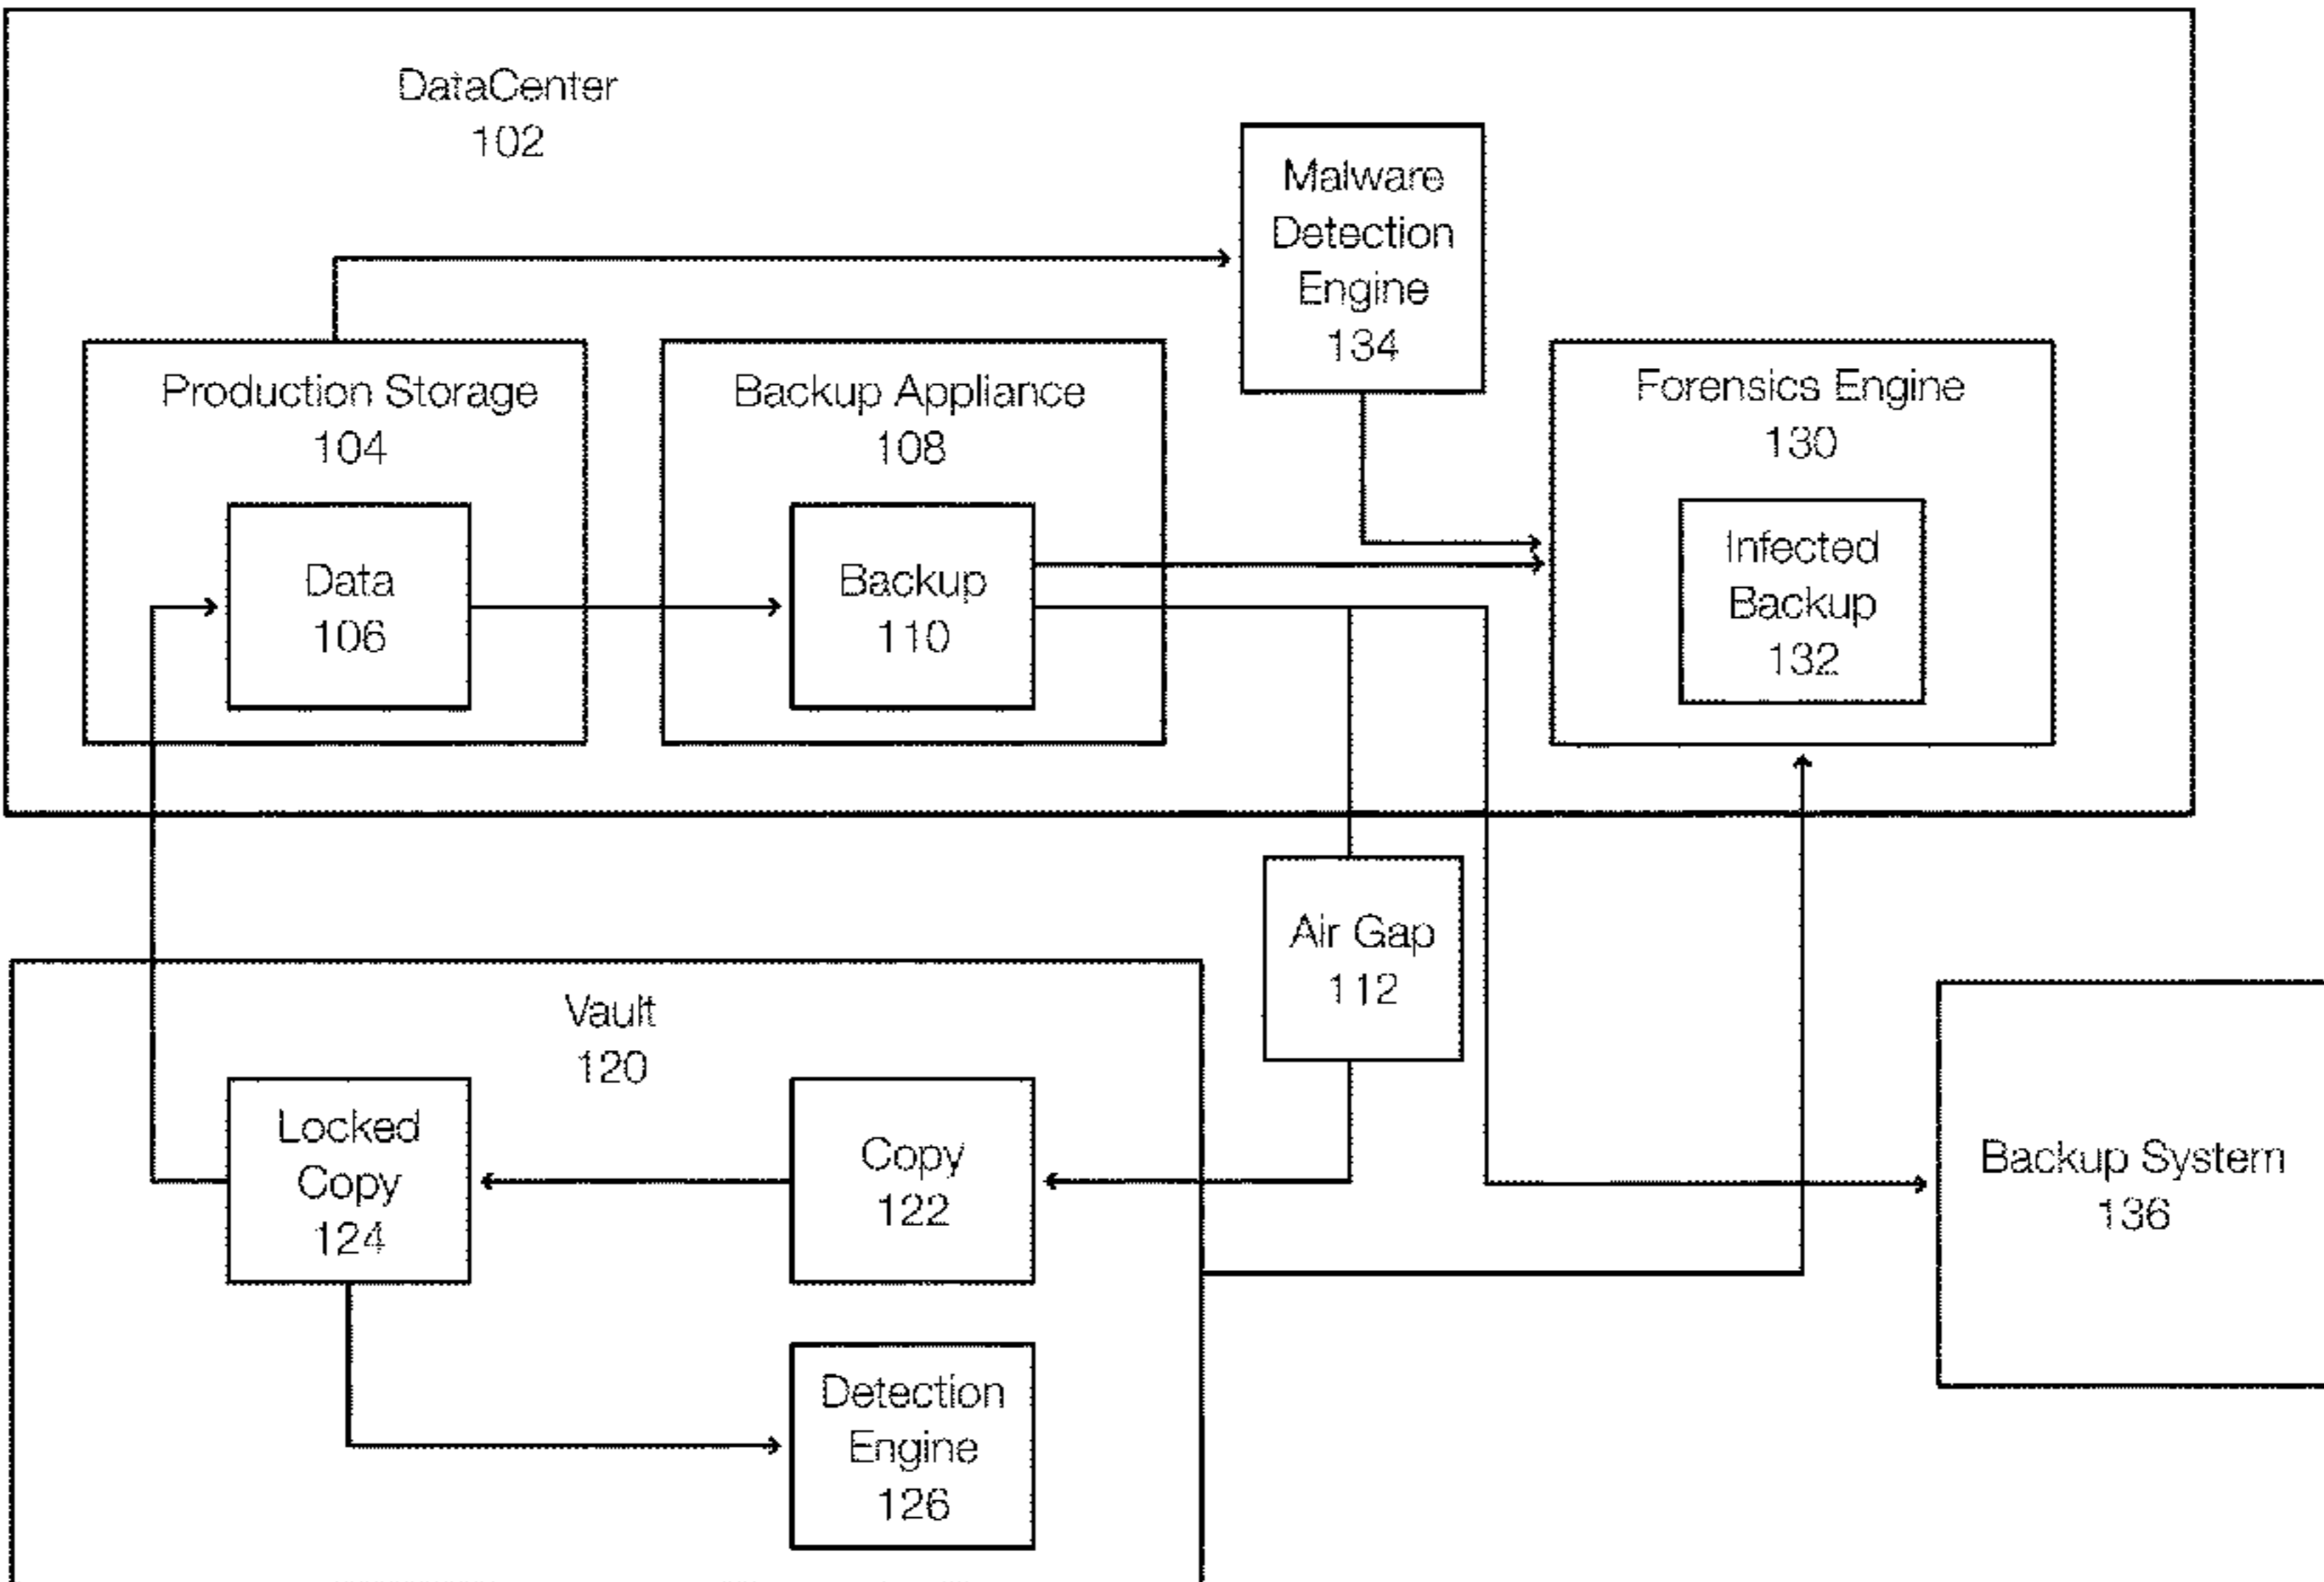 DataCenter
102
Malware
Detection
Engine
134
Production Storage
104
Data
106
Backup Appliance
108
Backup
110
Forensics Engine
130
Infected
Backup
132
Air Gap
112
Vault
120
Locked
Copy
124
Copy
122
Detection
Engine
126
Backup System
136